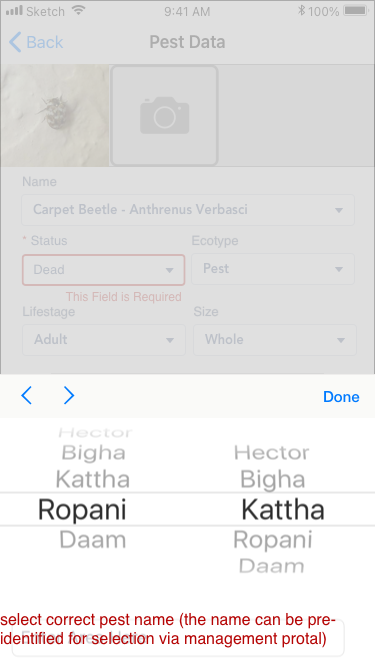 Sketch 9:41 AM 100%
Back Pest Data
Name
Carpet Beetle - Anthrenus Verbasci
* Status Ecotype
Dead Pest
This Field is Required
Lifestage Size
Adult Whole
Done
Hector
Bigha Hector
Kattha Bigha
Ropani Kattha
Daam Ropani
Daam
select correct pest name (the name can be pre-
identified for selection via management protal)